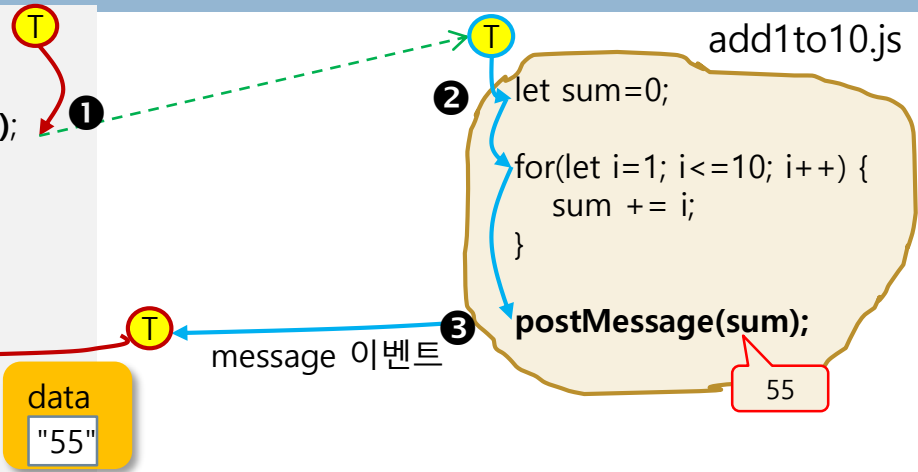 T
❶
);
T
add1to10.js
❷
let sum=0;
for(let i=1; i<=10; i++) {
sum += i;
}
❸
postMessage(sum);
55
T
message 이벤트
data
"55"